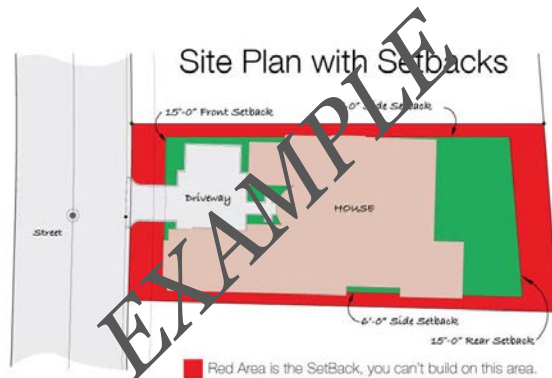 Site Plan with Setbacks
15'-0" Front Setback
-0" Side Setback
Driveway
HOUSE
Street
EXAMPLE
6'-0" Side Setback
15'-0" Rear Setback
Red Area is the SetBack, you can't build on this area.